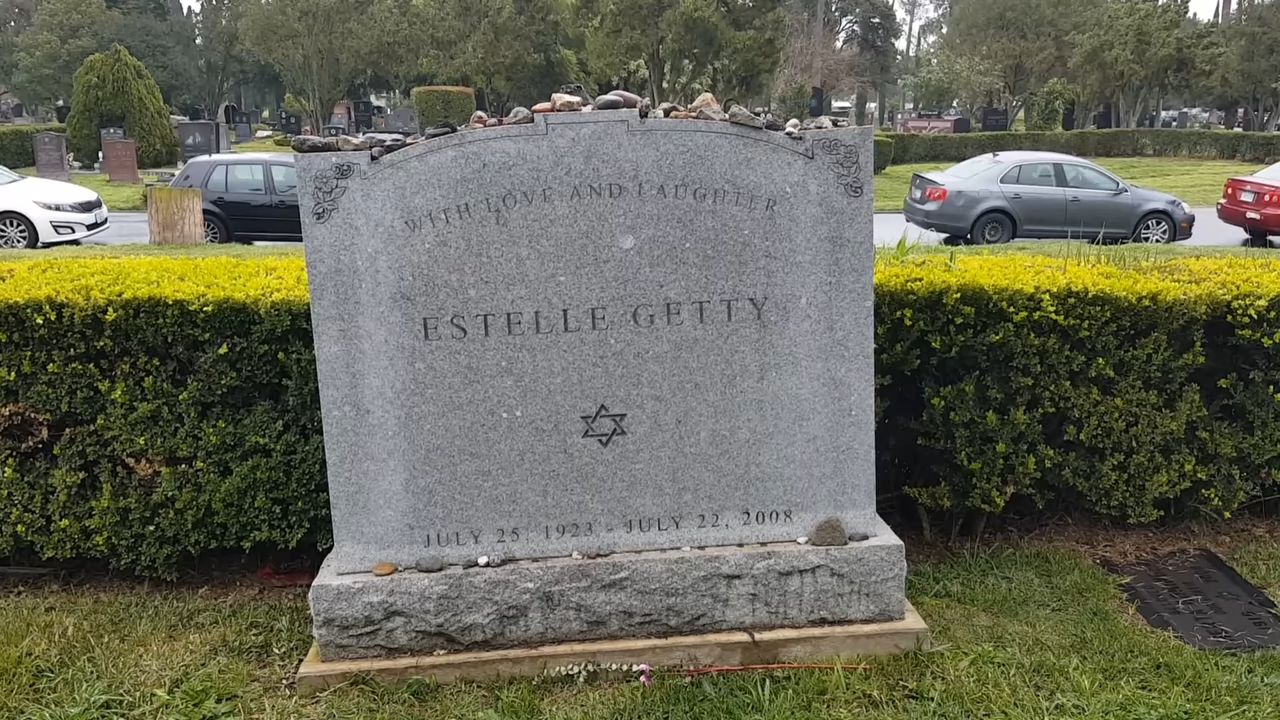 WITH LOVE AND LAUGHTER
ESTELLE GETTY
JULY 25, 1923 - JULY 22, 2008